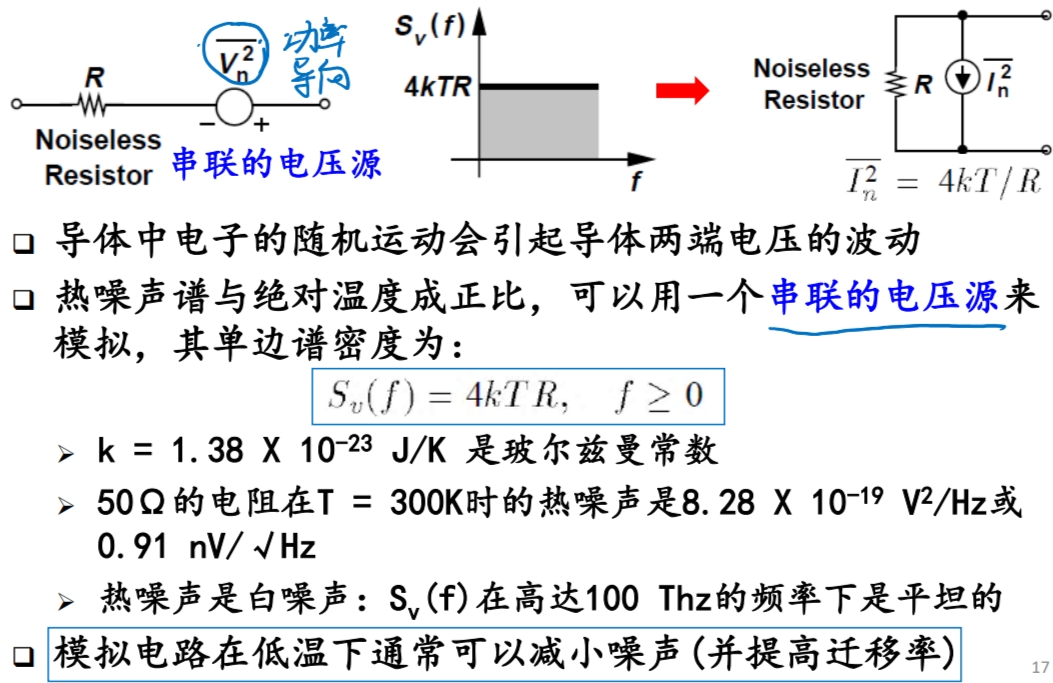 R
V_n^2
功率
导向
Noiseless
Resistor
- +
串联的电压源
S_v(f)
4kTR
f
Noiseless
Resistor
R
I_n^2
I_n^2 = 4kT/R
□ 导体中电子的随机运动会引起导体两端电压的波动
□ 热噪声谱与绝对温度成正比，可以用一个串联的电压源来
模拟，其单边谱密度为：
S_v(f) = 4kTR, f ≥ 0
➢ k = 1.38 X 10⁻²³ J/K 是玻尔兹曼常数
➢ 50Ω的电阻在T = 300K时的热噪声是8.28 X 10⁻¹⁹ V²/Hz或
0.91 nV/√Hz
➢ 热噪声是白噪声：S_v(f)在高达100 Thz的频率下是平坦的
□ 模拟电路在低温下通常可以减小噪声(并提高迁移率)
17